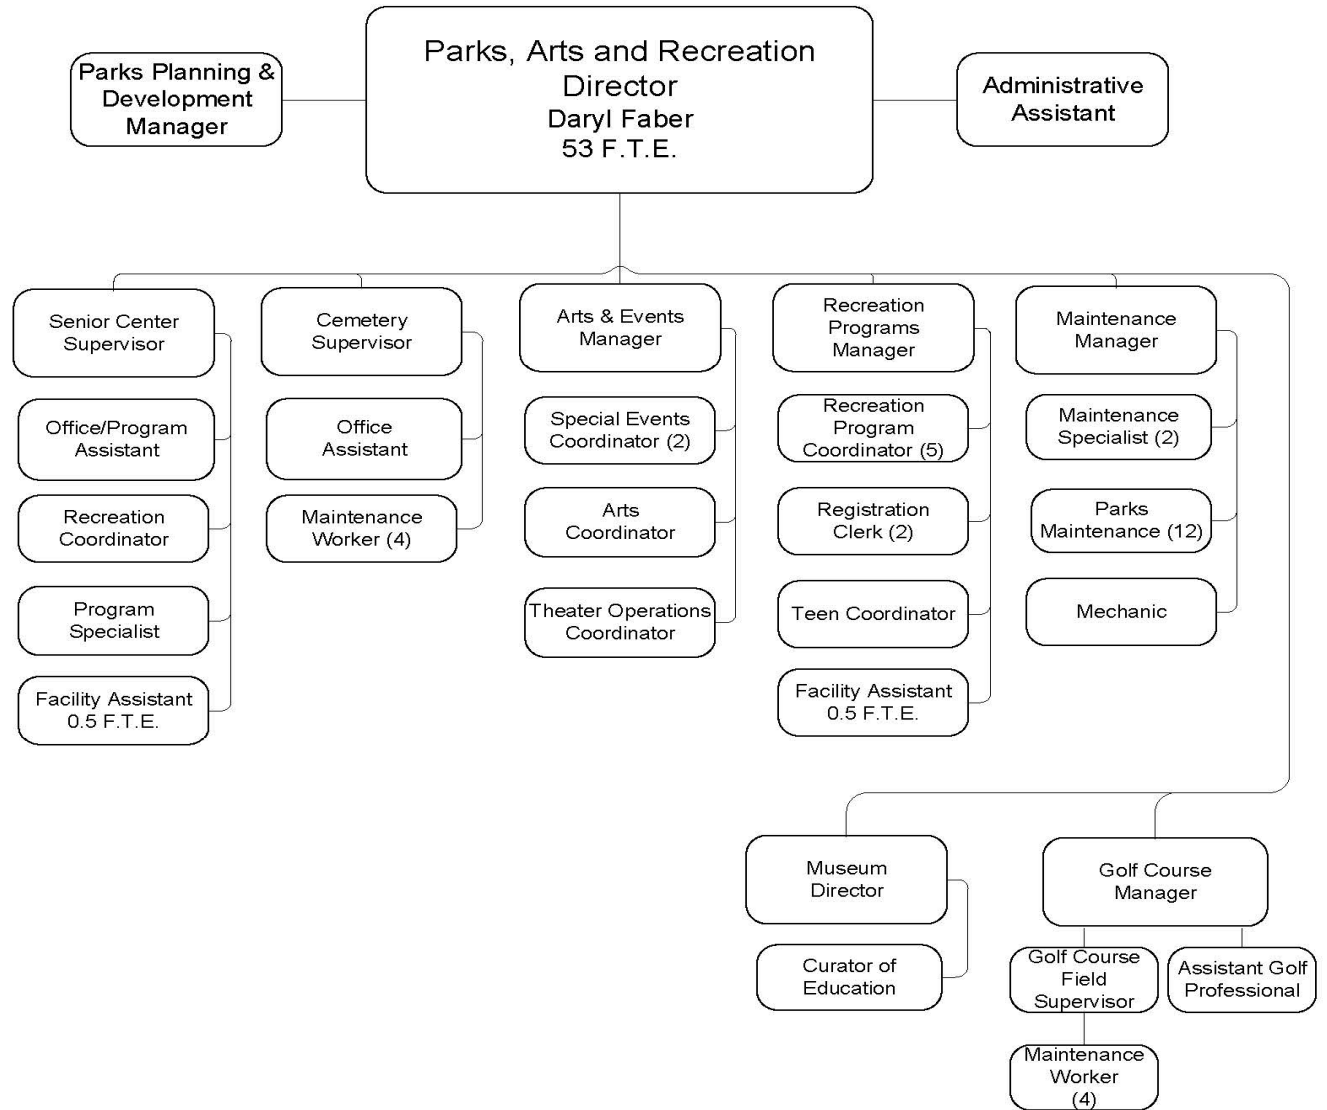 Parks, Arts and Recreation
Director
Daryl Faber
53 F.T.E.
Parks Planning &
Development
Manager
Administrative
Assistant
Senior Center
Supervisor
Office/Program
Assistant
Recreation
Coordinator
Program
Specialist
Facility Assistant
0.5 F.T.E.
Cemetery
Supervisor
Office
Assistant
Maintenance
Worker (4)
Arts & Events
Manager
Special Events
Coordinator (2)
Arts
Coordinator
Theater Operations
Coordinator
Recreation
Programs
Manager
Recreation
Program
Coordinator (5)
Registration
Clerk (2)
Teen Coordinator
Facility Assistant
0.5 F.T.E.
Maintenance
Manager
Maintenance
Specialist (2)
Parks
Maintenance (12)
Mechanic
Museum
Director
Curator of
Education
Golf Course
Manager
Golf Course
Field
Supervisor
Assistant Golf
Professional
Maintenance
Worker
(4)